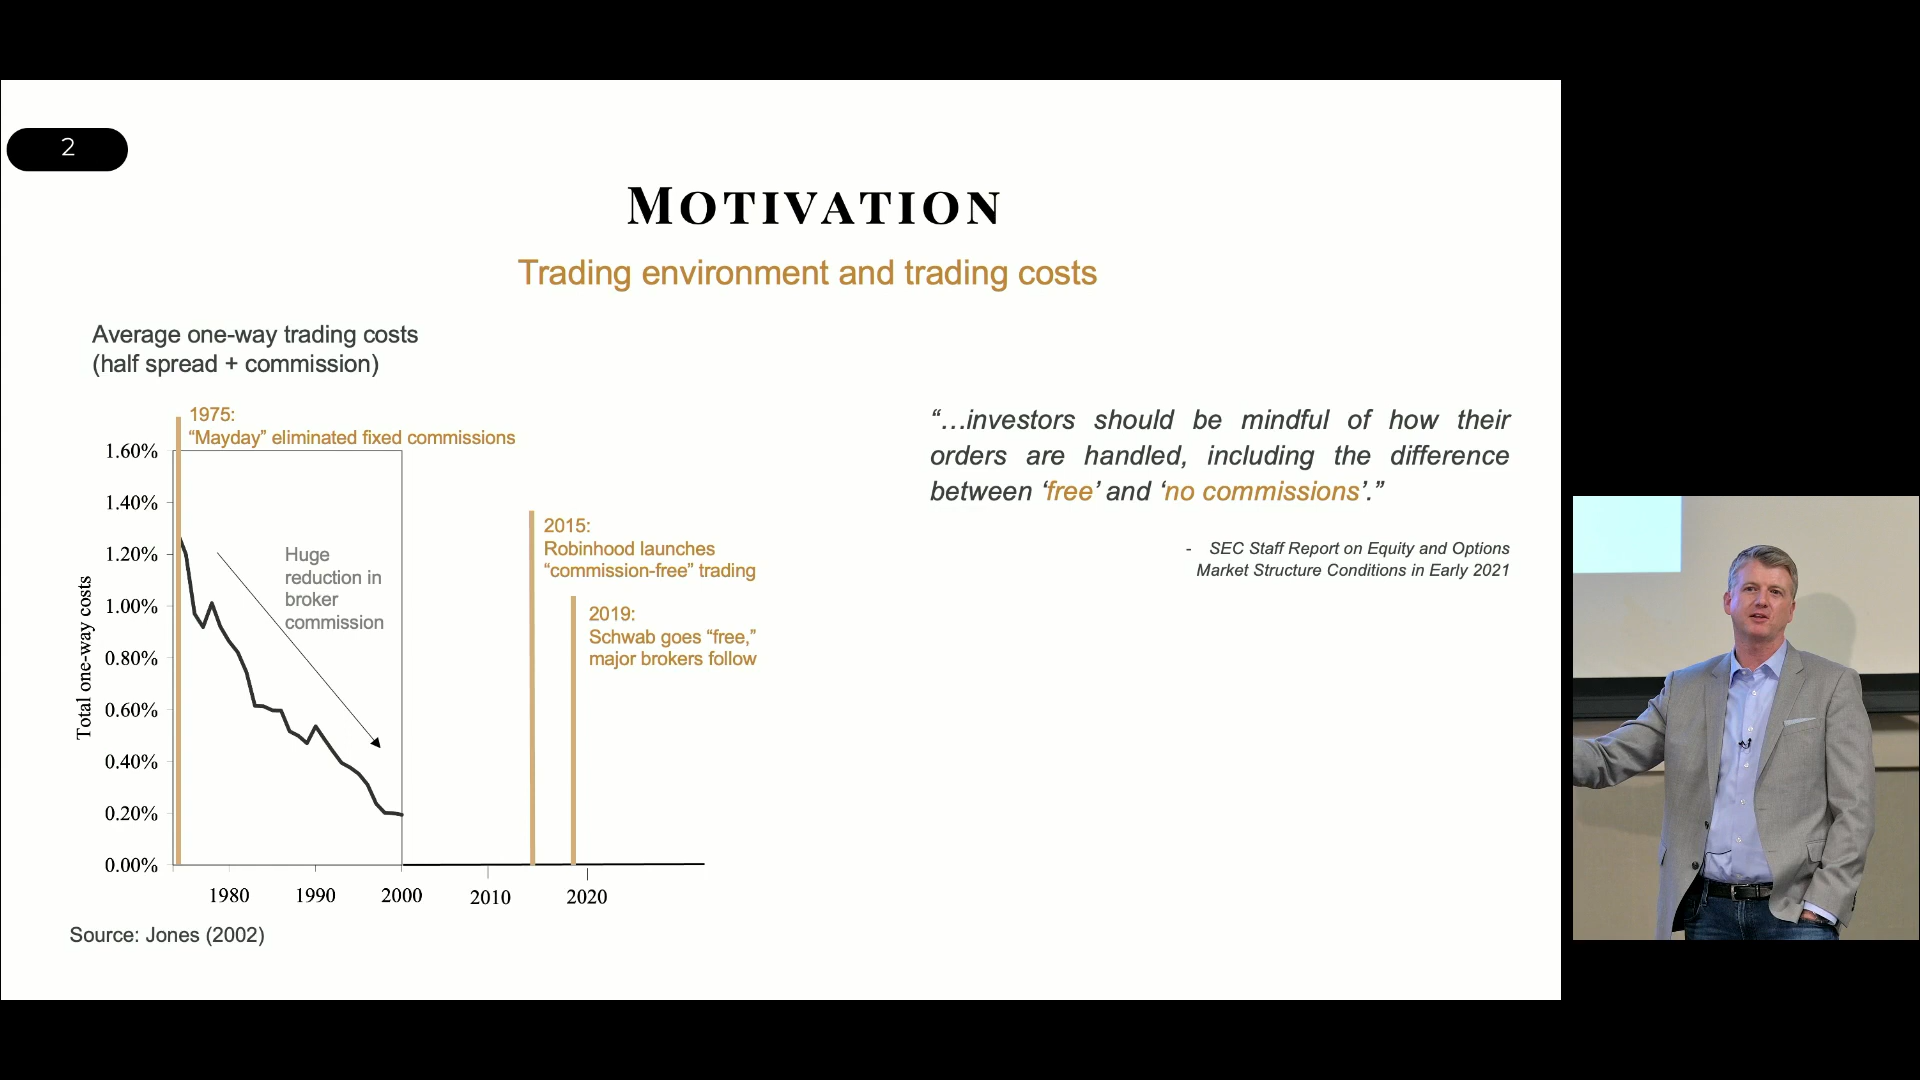 2
MOTIVATION
Trading environment and trading costs
Average one-way trading costs
(half spread + commission)
1975:
“Mayday” eliminated fixed commissions
1.60%
1.40%
1.20%
1.00%
0.80%
0.60%
0.40%
0.20%
0.00%
Total one-way costs
Huge
reduction in
broker
commission
2015:
Robinhood launches
“commission-free” trading
2019:
Schwab goes “free,”
major brokers follow
1980 1990 2000 2010 2020
Source: Jones (2002)
“…investors should be mindful of how their
orders are handled, including the difference
between ‘free’ and ‘no commissions’.”
- SEC Staff Report on Equity and Options
Market Structure Conditions in Early 2021